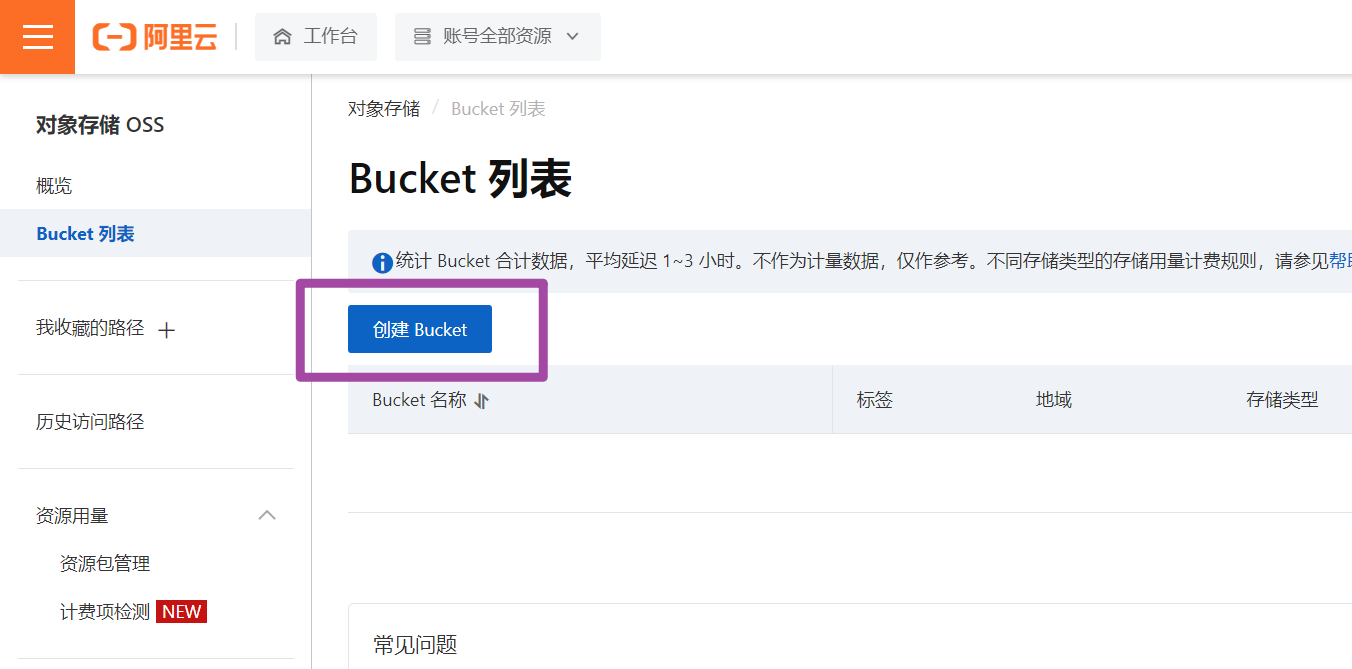 阿里云 工作台 账号全部资源
对象存储 OSS
概览
Bucket 列表
我收藏的路径
历史访问路径
资源用量
资源包管理
计费项检测 NEW
对象存储 / Bucket 列表
Bucket 列表
统计 Bucket 合计数据，平均延迟 1~3 小时。不作为计量数据，仅作参考。不同存储类型的存储用量计费规则，请参见帮
创建 Bucket
Bucket 名称 标签 地域 存储类型
常见问题